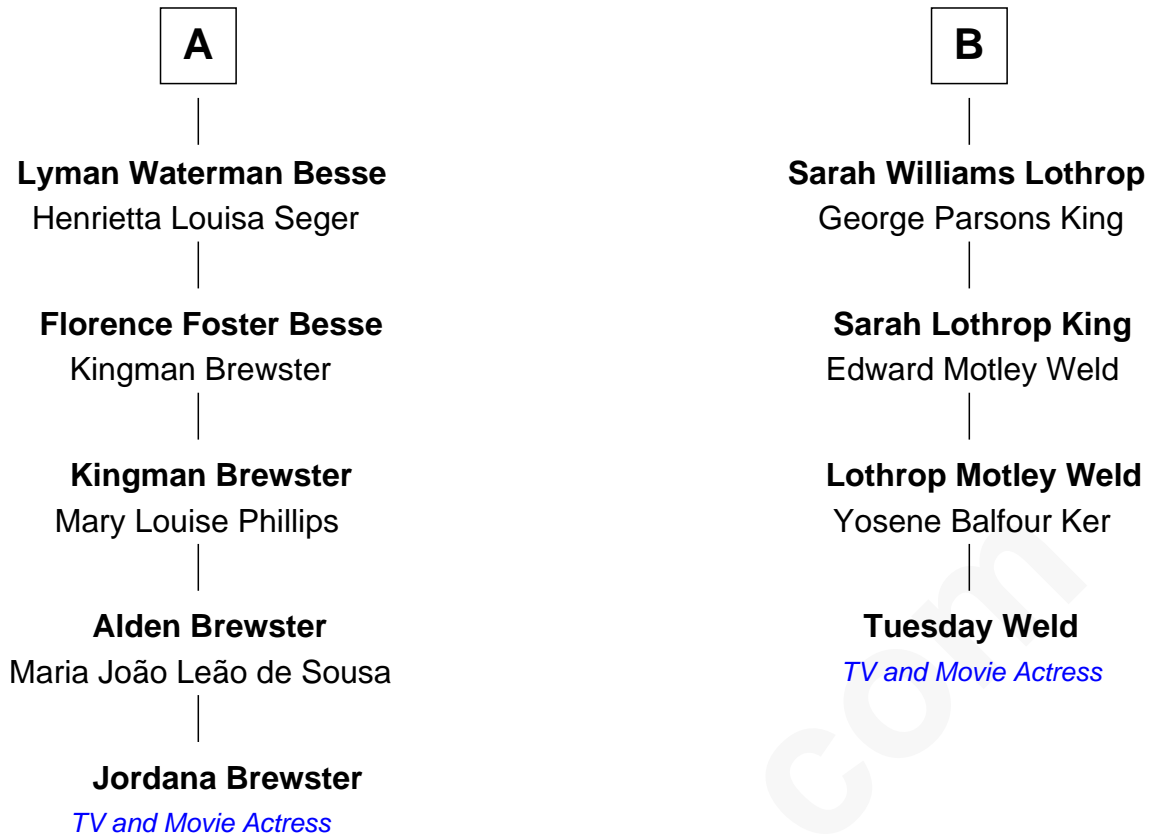 A
Lyman Waterman Besse
Henrietta Louisa Seger
Florence Foster Besse
Kingman Brewster
Kingman Brewster
Mary Louise Phillips
Alden Brewster
Maria João Leão de Sousa
Jordana Brewster
TV and Movie Actress
B
Sarah Williams Lothrop
George Parsons King
Sarah Lothrop King
Edward Motley Weld
Lothrop Motley Weld
Yosene Balfour Ker
Tuesday Weld
TV and Movie Actress
com